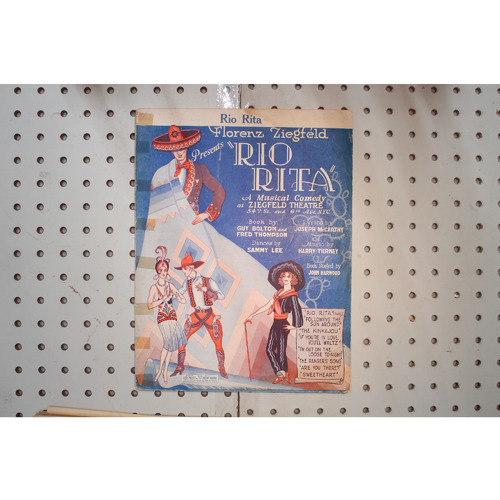 Rio Rita
Florenz Ziegfeld
Presents
"RIO
RITA"
A Musical Comedy
at ZIEGFELD THEATRE
54th St. and 6th Ave. N.Y.C.
Book by
GUY BOLTON and
FRED THOMPSON
Lyrics by
JOSEPH McCARTHY
Music by
HARRY TIERNEY
Dances by
SAMMY LEE
Book Staged by
JOHN HARWOOD
"RIO RITA"
"FOLLOWING THE
SUN AROUND"
"THE KINKAJOU"
"IF YOU'RE IN LOVE,
YOU'LL WALTZ"
"I'M OUT ON THE
LOOSE TONIGHT"
"THE RANGERS' SONG"
"ARE YOU THERE?"
"SWEETHEART"